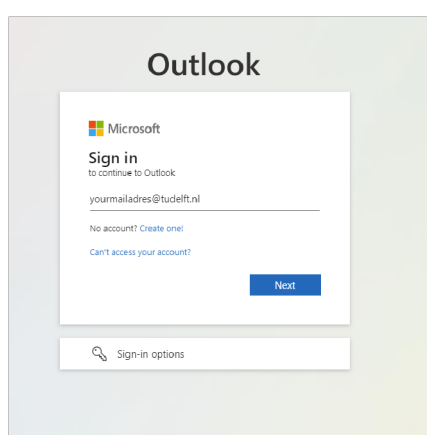 Outlook
Microsoft
Sign in
to continue to Outlook
yourmailadres@tudelft.nl
No account? Create one!
Can't access your account?
Next
Sign-in options